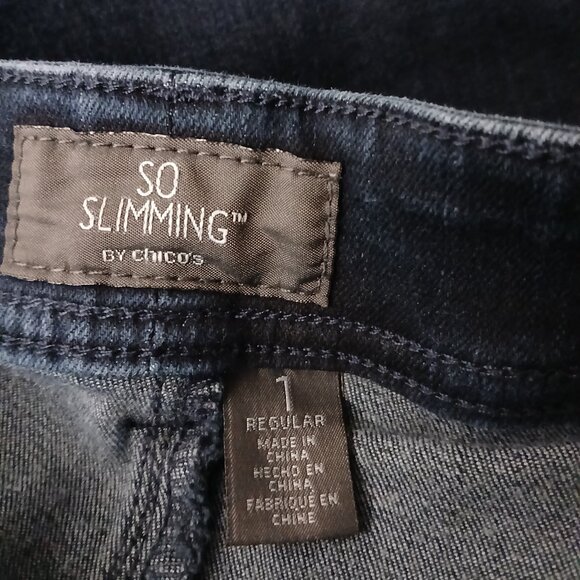 SO
SLIMMING™
BY chico's
1
REGULAR
MADE IN
CHINA
HECHO EN
CHINA
FABRIQUÉ EN
CHINE